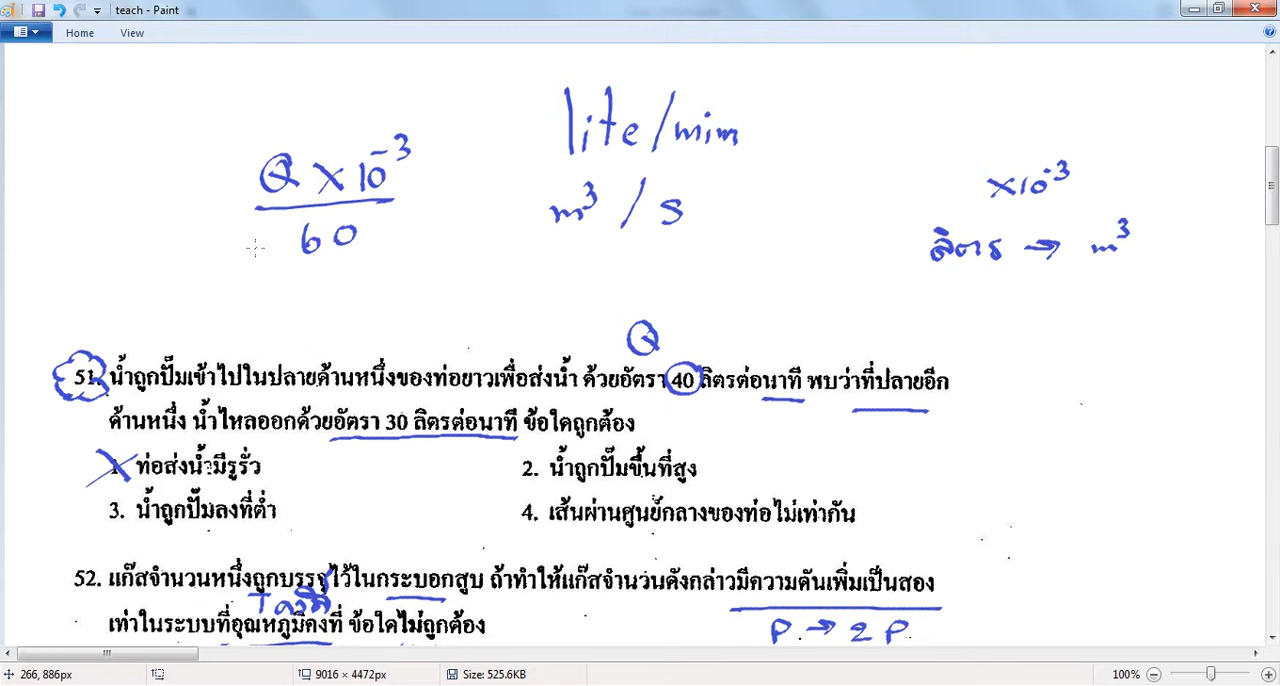 teach - Paint
Home View
lite/mim
Q × 10⁻³
60
m³ / s
×10⁻³
ลิตร → m³
Q
51. น้ำถูกปั๊มเข้าไปในปลายด้านหนึ่งของท่อยาวเพื่อส่งน้ำ ด้วยอัตรา 40 ลิตรต่อนาที พบว่าที่ปลายอีก
ด้านหนึ่ง น้ำไหลออกด้วยอัตรา 30 ลิตรต่อนาที ข้อใดถูกต้อง
1. ท่อส่งน้ำมีรูรั่ว 2. น้ำถูกปั๊มขึ้นที่สูง
3. น้ำถูกปั๊มลงที่ต่ำ 4. เส้นผ่านศูนย์กลางของท่อไม่เท่ากัน
52. แก๊สจำนวนหนึ่งถูกบรรจุไว้ในกระบอกสูบ ถ้าทำให้แก๊สจำนวนดังกล่าวมีความดันเพิ่มเป็นสอง
T คงที่
เท่าในระบบที่อุณหภูมิคงที่ ข้อใดไม่ถูกต้อง
P → 2 P
266, 886px 9016 × 4472px Size: 525.6KB 100%